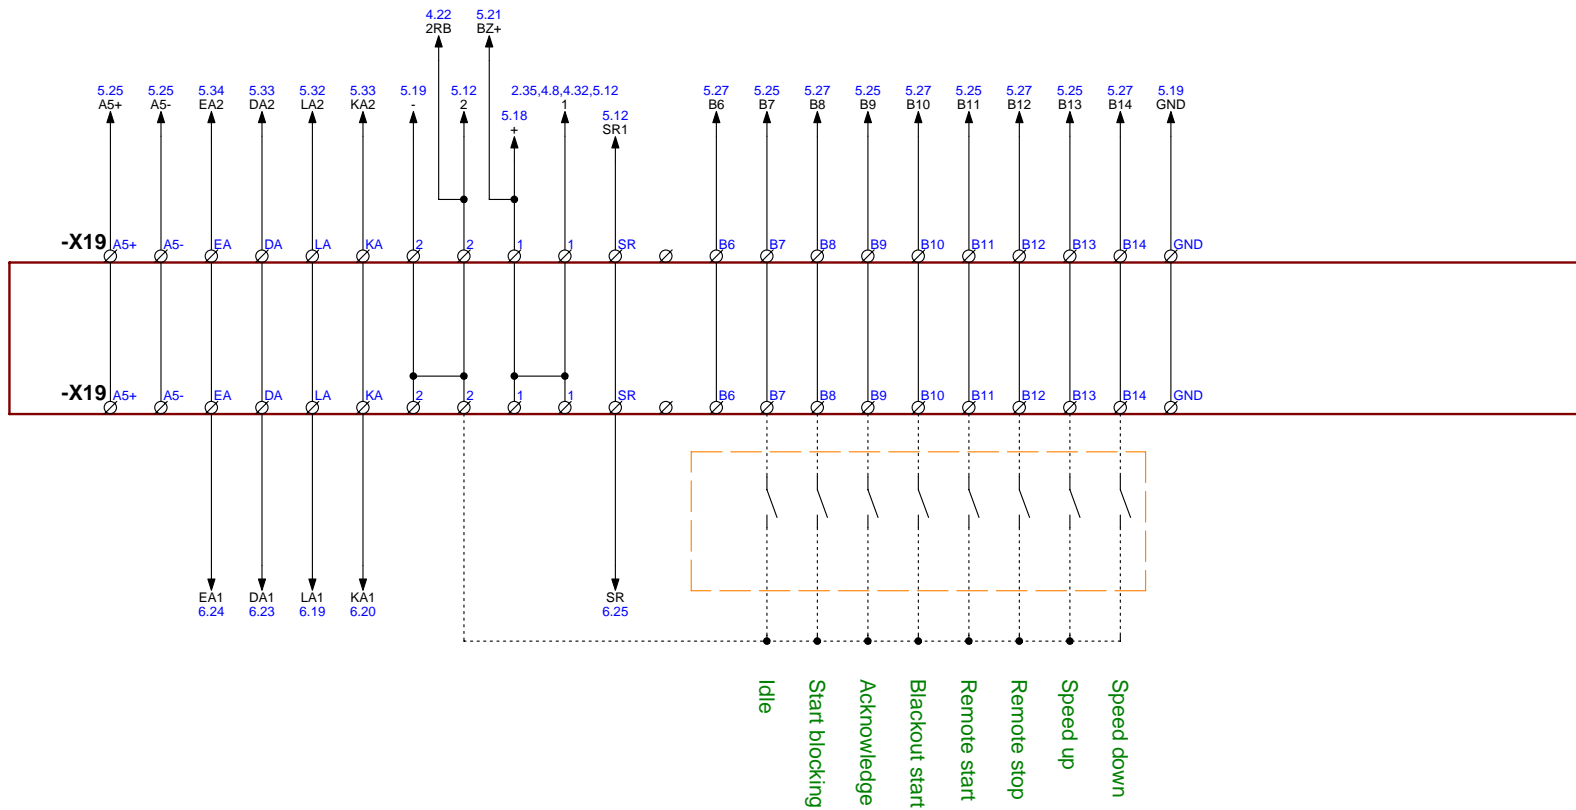 4.22 5.21
2RB BZ+
5.25 5.25 5.34 5.33 5.32 5.33 5.19 5.12 2.35,4.8,4.32,5.12 5.27 5.25 5.27 5.25 5.27 5.25 5.27 5.25 5.27 5.19
A5+ A5- EA2 DA2 LA2 KA2 - 2 1 B6 B7 B8 B9 B10 B11 B12 B13 B14 GND
5.18 5.12
+ SR1
-X19 A5+ A5- EA DA LA KA 2 2 1 1 SR B6 B7 B8 B9 B10 B11 B12 B13 B14 GND
-X19 A5+ A5- EA DA LA KA 2 2 1 1 SR B6 B7 B8 B9 B10 B11 B12 B13 B14 GND
EA1 DA1 LA1 KA1 SR
6.24 6.23 6.19 6.20 6.25
Idle
Start blocking
Acknowledge
Blackout start
Remote start
Remote stop
Speed up
Speed down